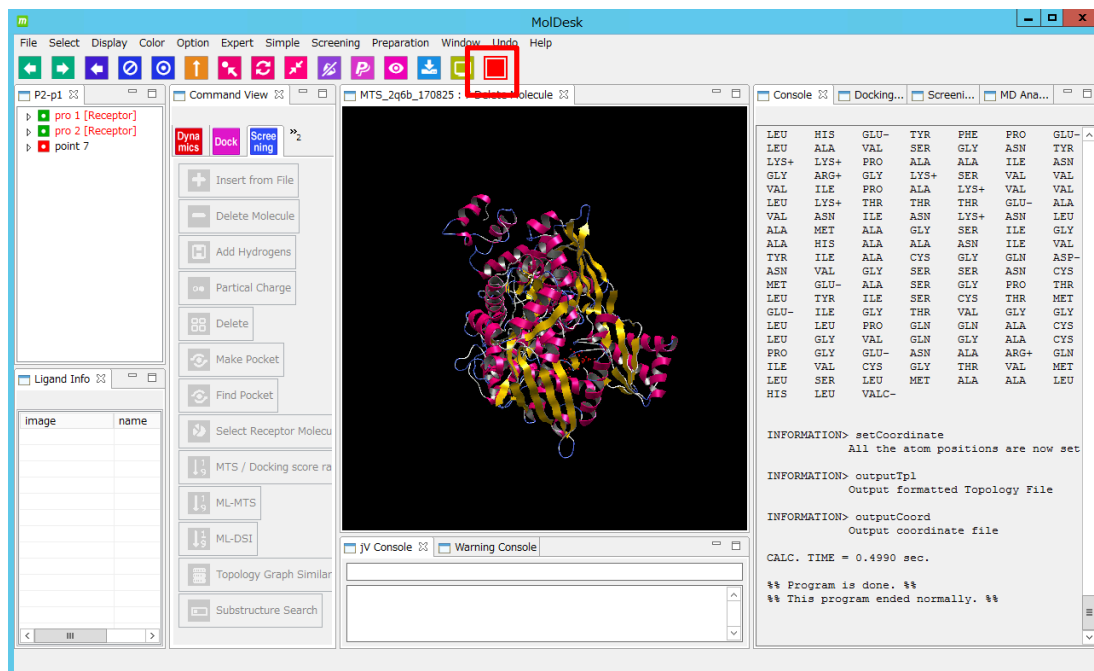 MolDesk
File Select Display Color Option Expert Simple Screening Preparation Window Undo Help
P2-p1
pro 1 [Receptor]
pro 2 [Receptor]
point 7
Ligand Info
image name
Command View
Dyna mics
Dock
Scree ning
»2
Insert from File
Delete Molecule
Add Hydrogens
Partical Charge
Delete
Make Pocket
Find Pocket
Select Receptor Molecu
MTS / Docking score ra
ML-MTS
ML-DSI
Topology Graph Similar
Substructure Search
MTS_2q6b_170825 : Delete Molecule
jV Console Warning Console
Console Docking... Screeni... MD Ana...
LEU HIS GLU- TYR PHE PRO GLU-
LEU ALA VAL SER GLY ASN TYR
LYS+ LYS+ PRO ALA ALA ILE ASN
GLY ARG+ GLY LYS+ SER VAL VAL
VAL ILE PRO ALA LYS+ VAL VAL
LEU LYS+ THR THR THR GLU- ALA
VAL ASN ILE ASN LYS+ ASN LEU
ALA MET ALA GLY SER ILE GLY
ALA HIS ALA ALA ASN ILE VAL
TYR ILE ALA CYS GLY GLN ASP-
ASN VAL GLY SER SER ASN CYS
MET GLU- ALA SER GLY PRO THR
LEU TYR ILE SER CYS THR MET
GLU- ILE GLY THR VAL GLY GLY
LEU LEU PRO GLN GLN ALA CYS
LEU GLY VAL GLN GLY ALA CYS
PRO GLY GLU- ASN ALA ARG+ GLN
ILE VAL CYS GLY THR VAL MET
LEU SER LEU MET ALA ALA LEU
HIS LEU VALC-
INFORMATION> setCoordinate
All the atom positions are now set
INFORMATION> outputTpl
Output formatted Topology File
INFORMATION> outputCoord
Output coordinate file
CALC. TIME = 0.4990 sec.
%% Program is done. %%
%% This program ended normally. %%